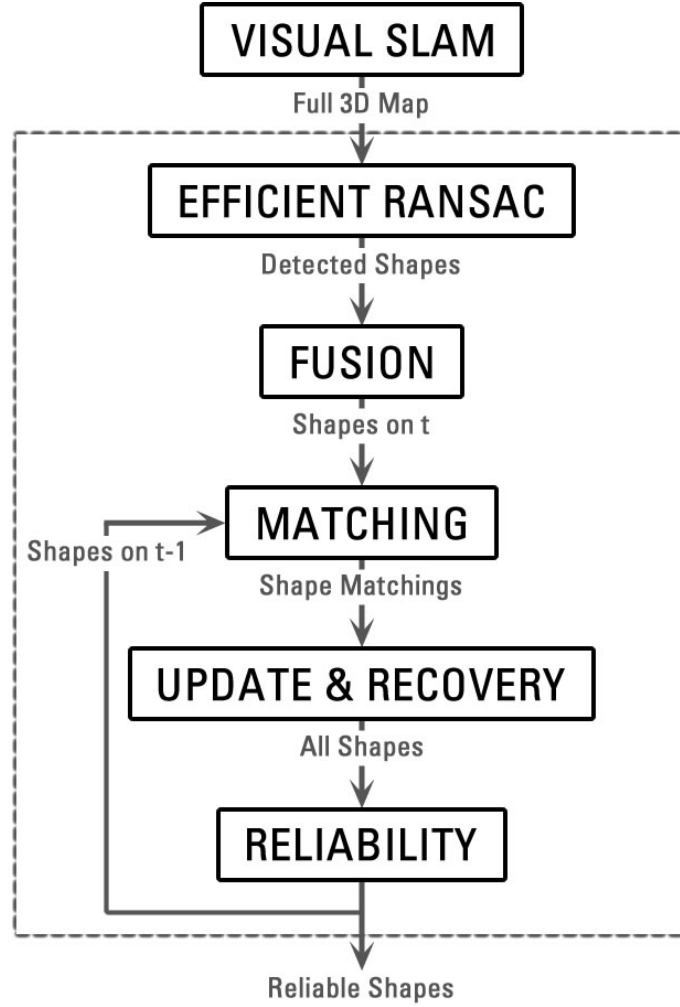 VISUAL SLAM
Full 3D Map
EFFICIENT RANSAC
Detected Shapes
FUSION
Shapes on t
MATCHING
Shapes on t-1
Shape Matchings
UPDATE & RECOVERY
All Shapes
RELIABILITY
Reliable Shapes